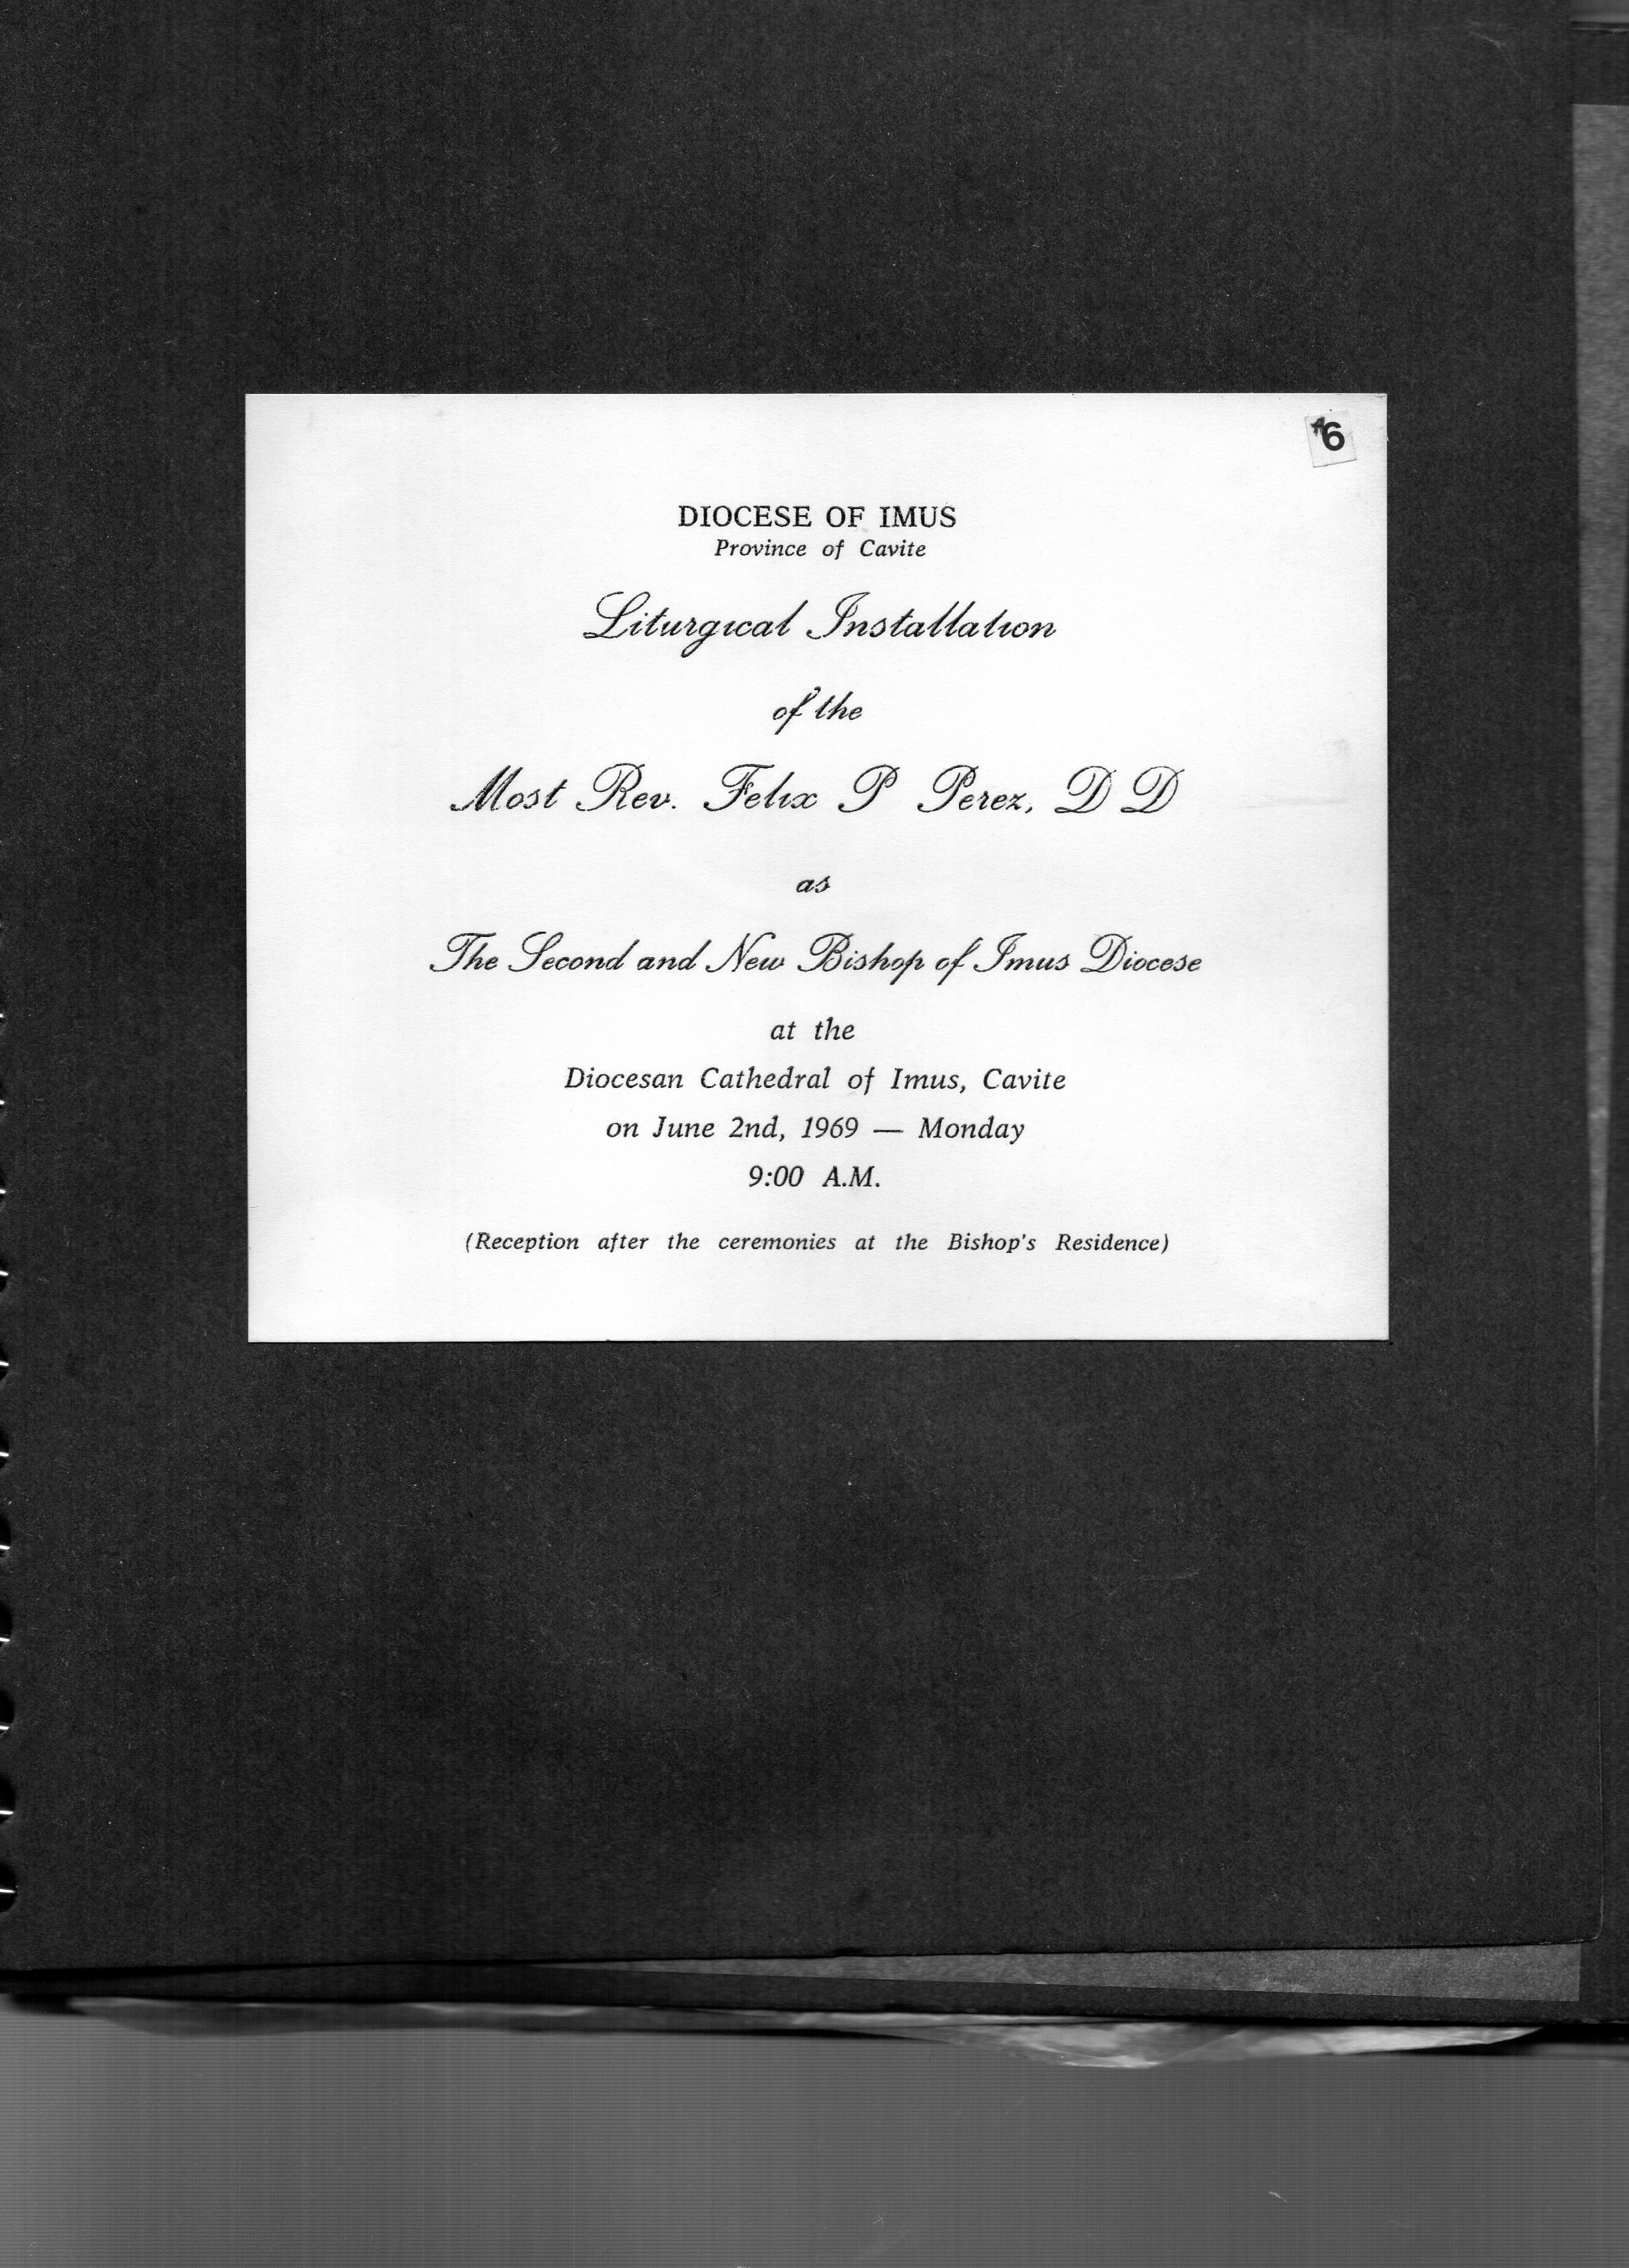 6
DIOCESE OF IMUS
Province of Cavite
Liturgical Installation
of the
Most Rev. Felix P Perez, D D
as
The Second and New Bishop of Imus Diocese
at the
Diocesan Cathedral of Imus, Cavite
on June 2nd, 1969 — Monday
9:00 A.M.
(Reception after the ceremonies at the Bishop's Residence)